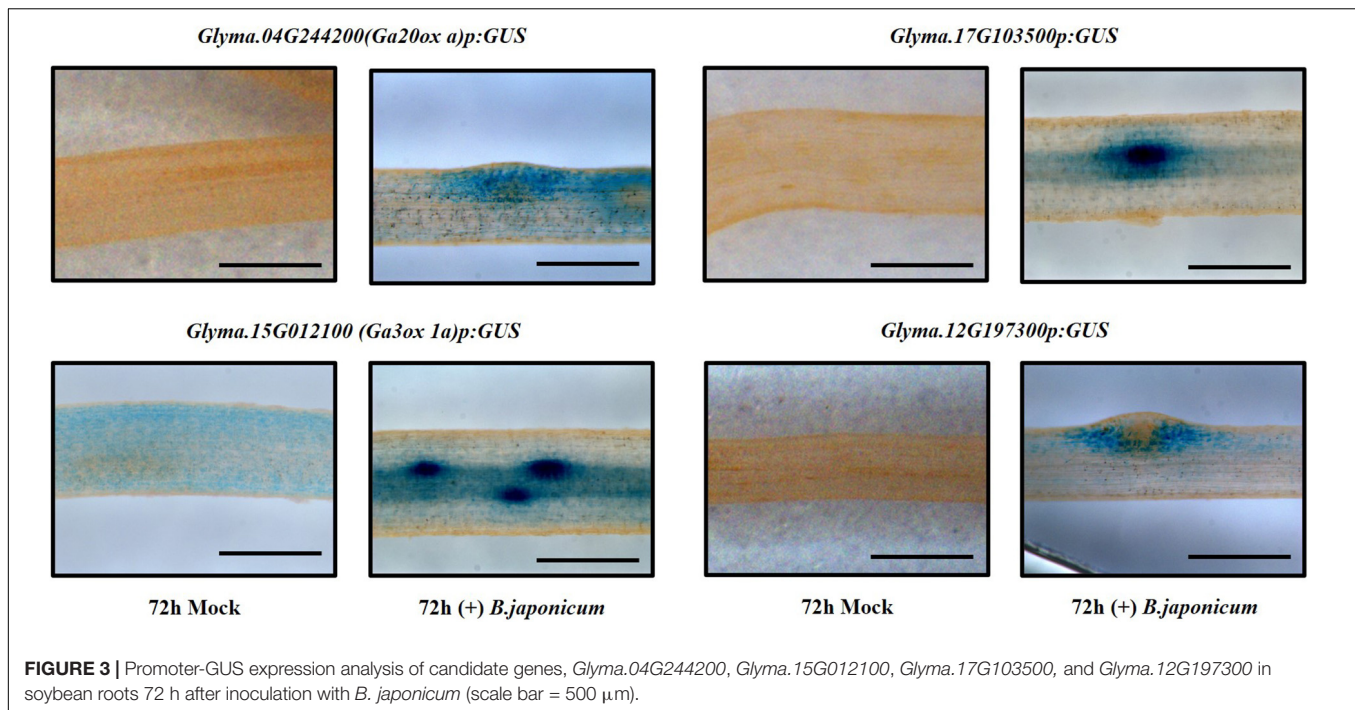 Glyma.04G244200(Ga20ox a)p:GUS
Glyma.17G103500p:GUS
Glyma.15G012100 (Ga3ox 1a)p:GUS
Glyma.12G197300p:GUS
72h Mock
72h (+) B.japonicum
72h Mock
72h (+) B.japonicum
FIGURE 3 | Promoter-GUS expression analysis of candidate genes, Glyma.04G244200, Glyma.15G012100, Glyma.17G103500, and Glyma.12G197300 in
soybean roots 72 h after inoculation with B. japonicum (scale bar = 500 μm).